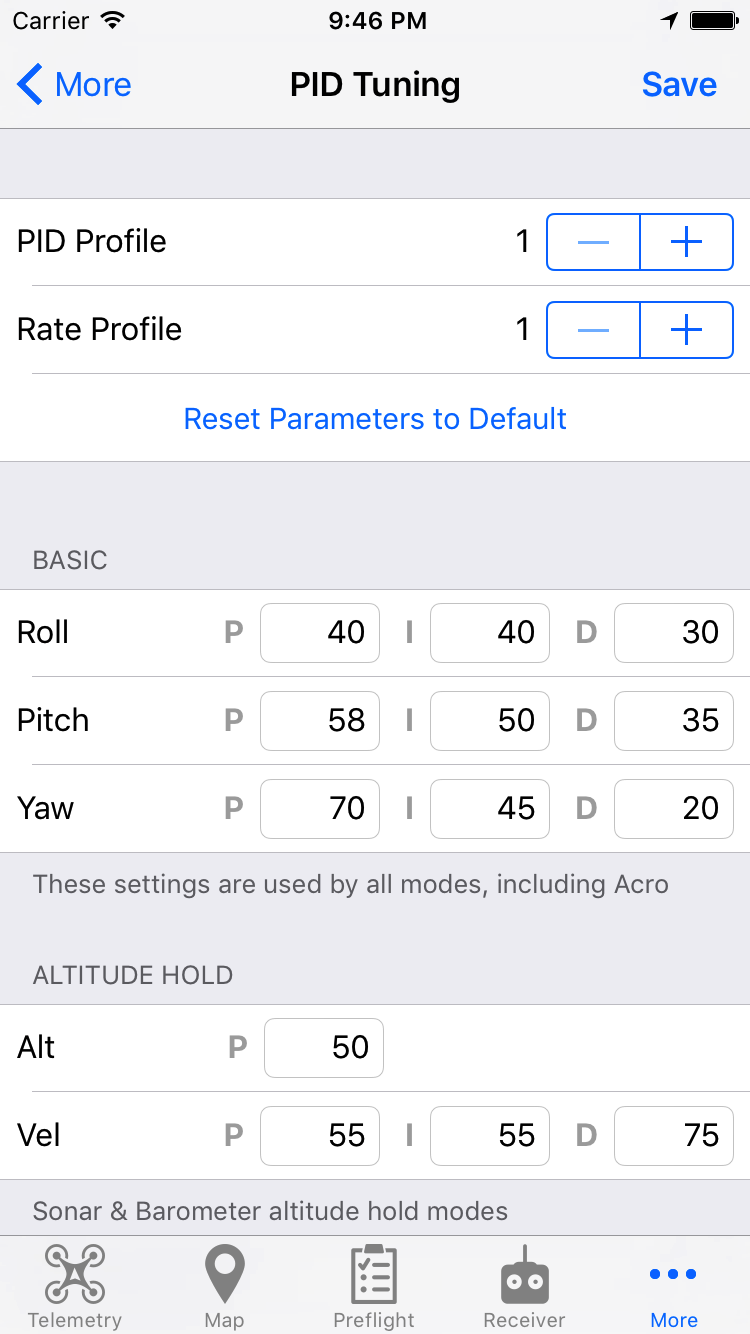 Carrier 9:46 PM
More PID Tuning Save
PID Profile 1 — +
Rate Profile 1 — +
Reset Parameters to Default
BASIC
Roll P 40 I 40 D 30
Pitch P 58 I 50 D 35
Yaw P 70 I 45 D 20
These settings are used by all modes, including Acro
ALTITUDE HOLD
Alt P 50
Vel P 55 I 55 D 75
Sonar & Barometer altitude hold modes
Telemetry Map Preflight Receiver More